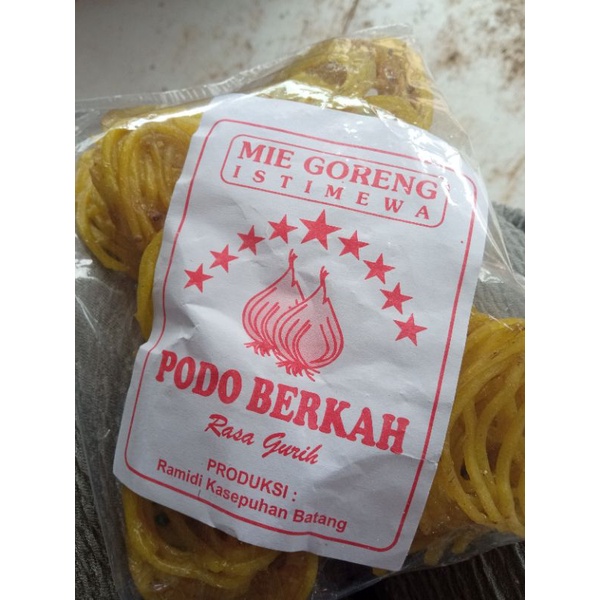 MIE GORENG
ISTIMEWA
PODO BERKAH
Rasa Gurih
PRODUKSI :
Ramidi Kasepuhan Batang